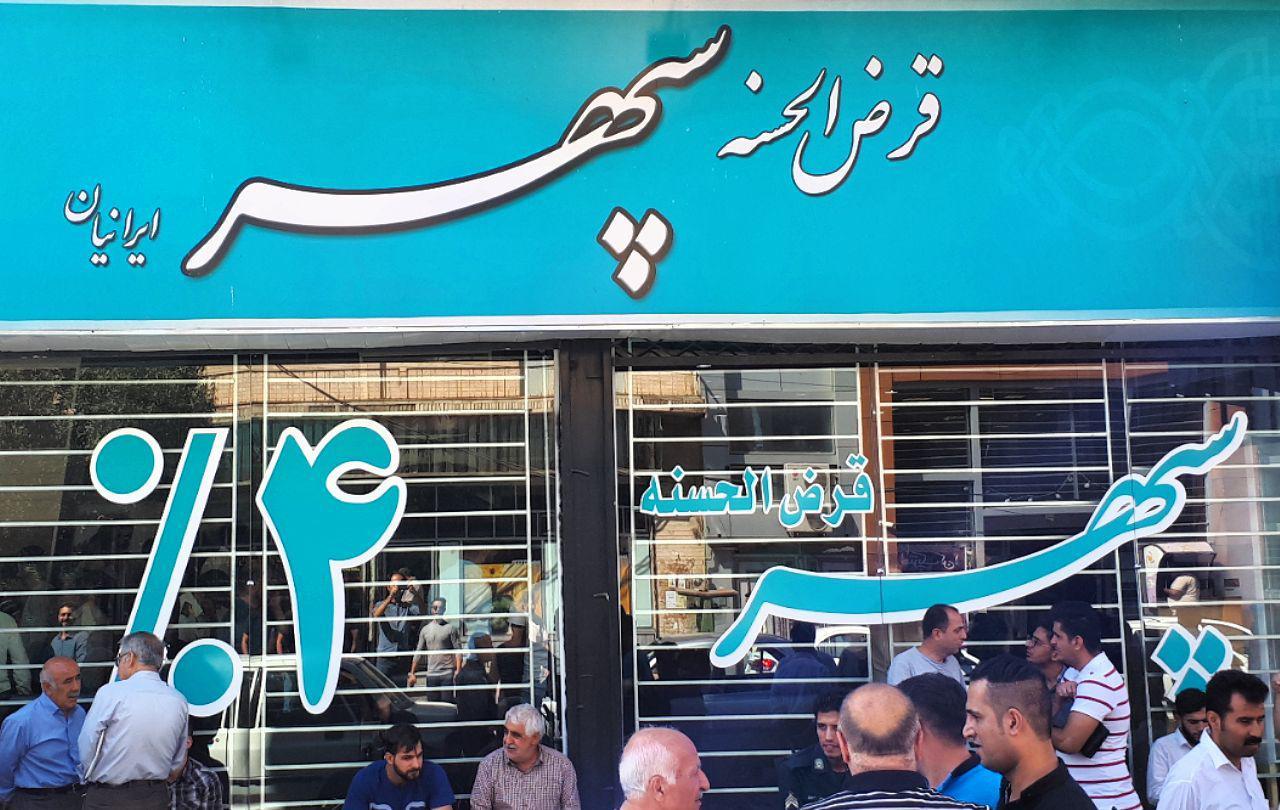 قرض الحسنه سپهر ایرانیان
٪۴
قرض الحسنه سپهر